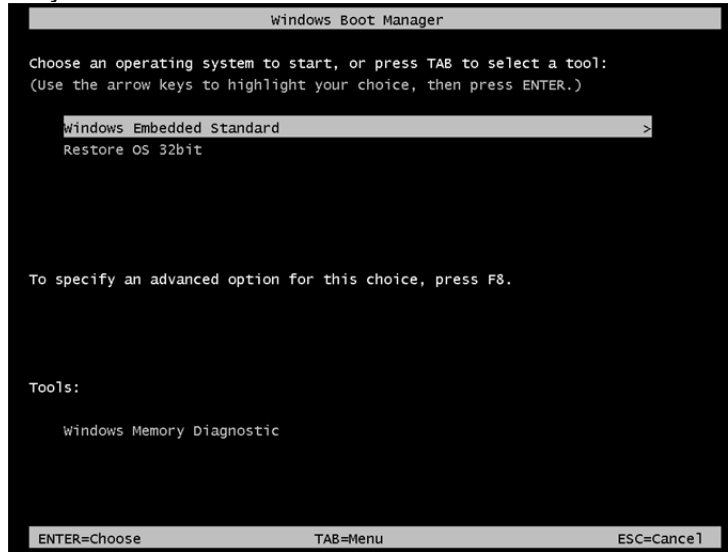 Windows Boot Manager
Choose an operating system to start, or press TAB to select a tool:
(Use the arrow keys to highlight your choice, then press ENTER.)
Windows Embedded Standard >
Restore OS 32bit
To specify an advanced option for this choice, press F8.
Tools:
Windows Memory Diagnostic
ENTER=Choose TAB=Menu ESC=Cancel